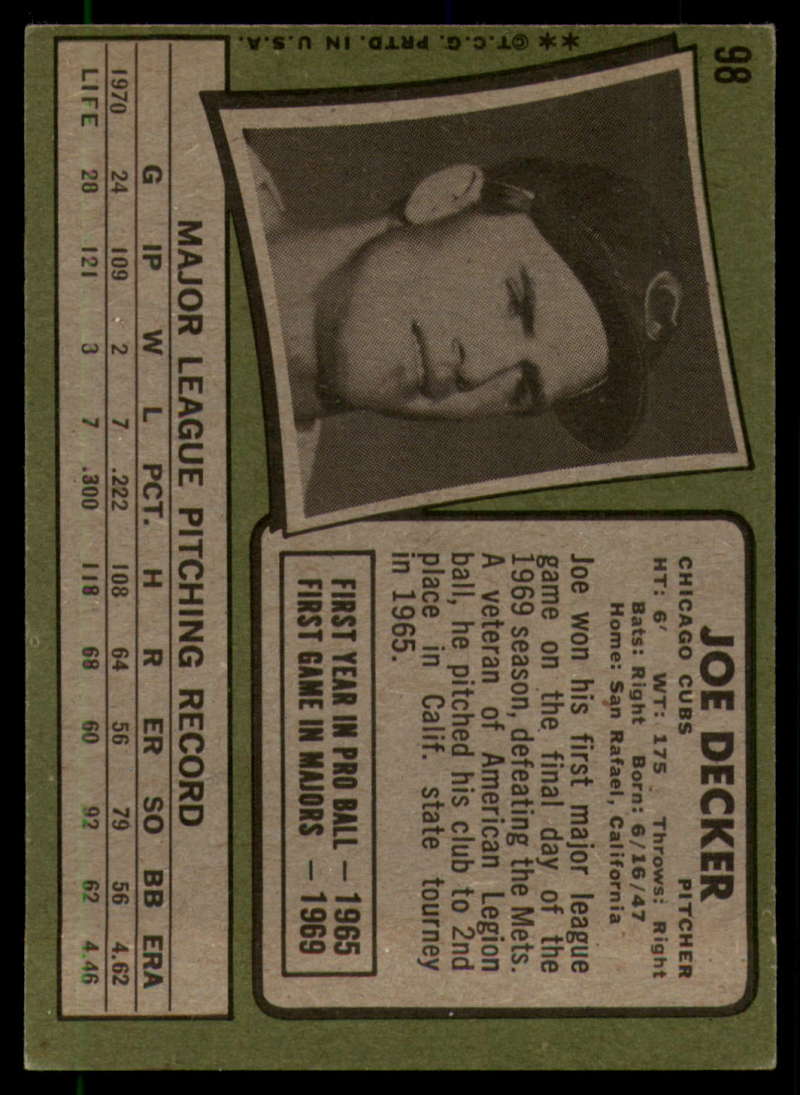 98
**©T.C.G. PRTD. IN U.S.A.
C
JOE DECKER
CHICAGO CUBS PITCHER
HT: 6′ WT: 175 Throws: Right
Bats: Right Born: 6/16/47
Home: San Rafael, California
Joe won his first major league
game on the final day of the
1969 season, defeating the Mets.
A veteran of American Legion
ball, he pitched his club to 2nd
place in Calif. state tourney
in 1965.
FIRST YEAR IN PRO BALL — 1965
FIRST GAME IN MAJORS — 1969
MAJOR LEAGUE PITCHING RECORD
G IP W L PCT. H R ER SO BB ERA
1970 24 109 2 7 .222 108 64 56 79 56 4.62
LIFE 28 121 3 7 .300 118 68 60 92 62 4.46